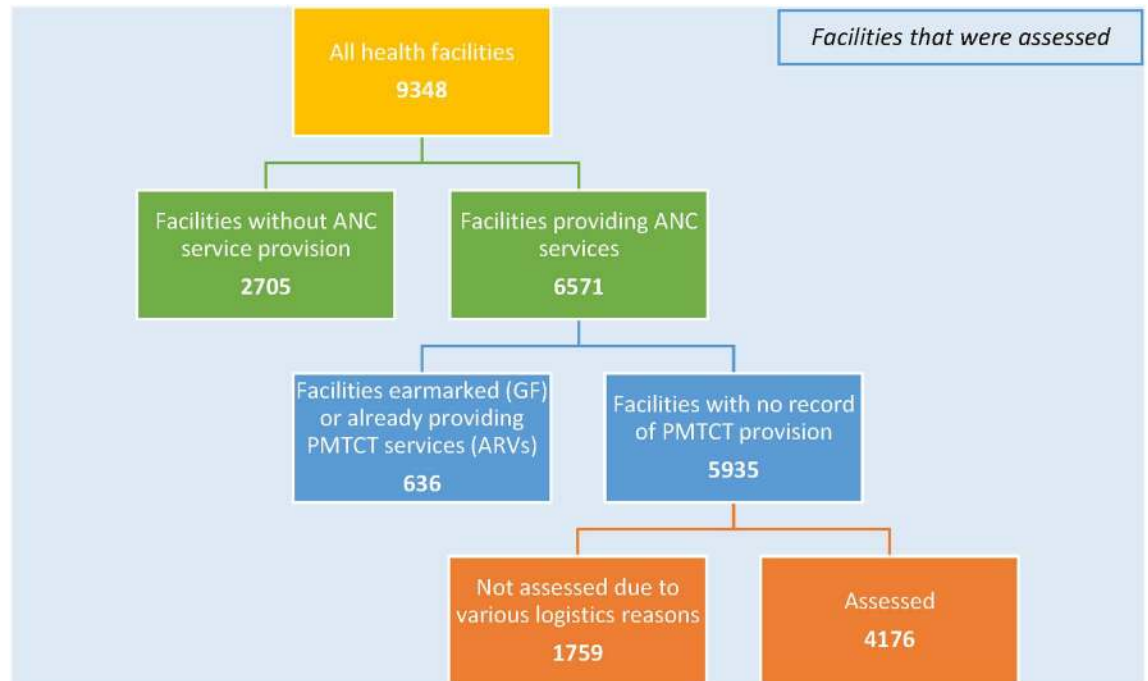 Facilities that were assessed
All health facilities
9348
Facilities without ANC
service provision
2705
Facilities providing ANC
services
6571
Facilities earmarked (GF)
or already providing
PMTCT services (ARVs)
636
Facilities with no record
of PMTCT provision
5935
Not assessed due to
various logistics reasons
1759
Assessed
4176